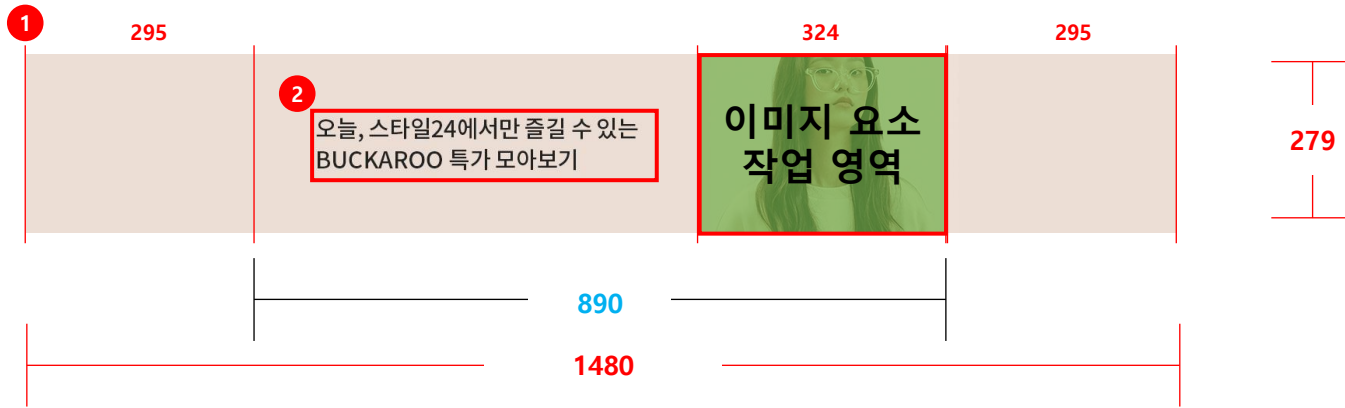 1
295
324
295
2
오늘, 스타일24에서만 즐길 수 있는
BUCKAROO 특가 모아보기
이미지 요소
작업 영역
279
890
1480